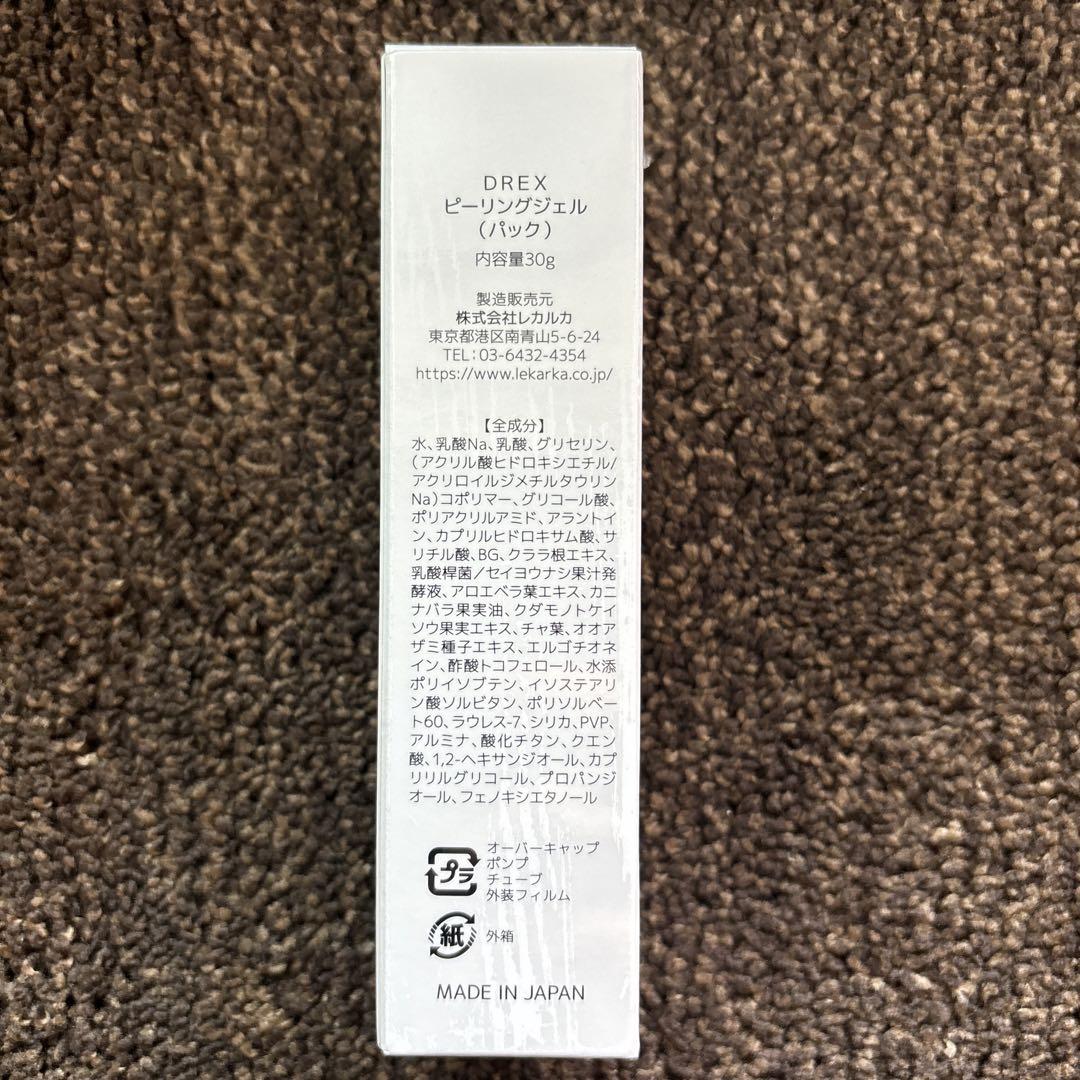 DREX
ピーリングジェル
（パック）
内容量30g
製造販売元
株式会社レカルカ
東京都港区南青山5-6-24
TEL：03-6432-4354
https://www.lekarka.co.jp/
【全成分】
水、乳酸Na、乳酸、グリセリン、
（アクリル酸ヒドロキシエチル/
アクリロイルジメチルタウリン
Na）コポリマー、グリコール酸、
ポリアクリルアミド、アラントイ
ン、カプリルヒドロキサム酸、サ
リチル酸、BG、クララ根エキス、
乳酸桿菌／セイヨウナシ果汁発
酵液、アロエベラ葉エキス、カニ
ナバラ果実油、クダモノトケイ
ソウ果実エキス、チャ葉、オオア
ザミ種子エキス、エルゴチオネ
イン、酢酸トコフェロール、水添
ポリイソブテン、イソステアリ
ン酸ソルビタン、ポリソルベー
ト60、ラウレス-7、シリカ、PVP、
アルミナ、酸化チタン、クエン
酸、1,2-ヘキサンジオール、カプ
リリルグリコール、プロパンジ
オール、フェノキシエタノール
プラ
オーバーキャップ
ポンプ
チューブ
外装フィルム
紙
外箱
MADE IN JAPAN